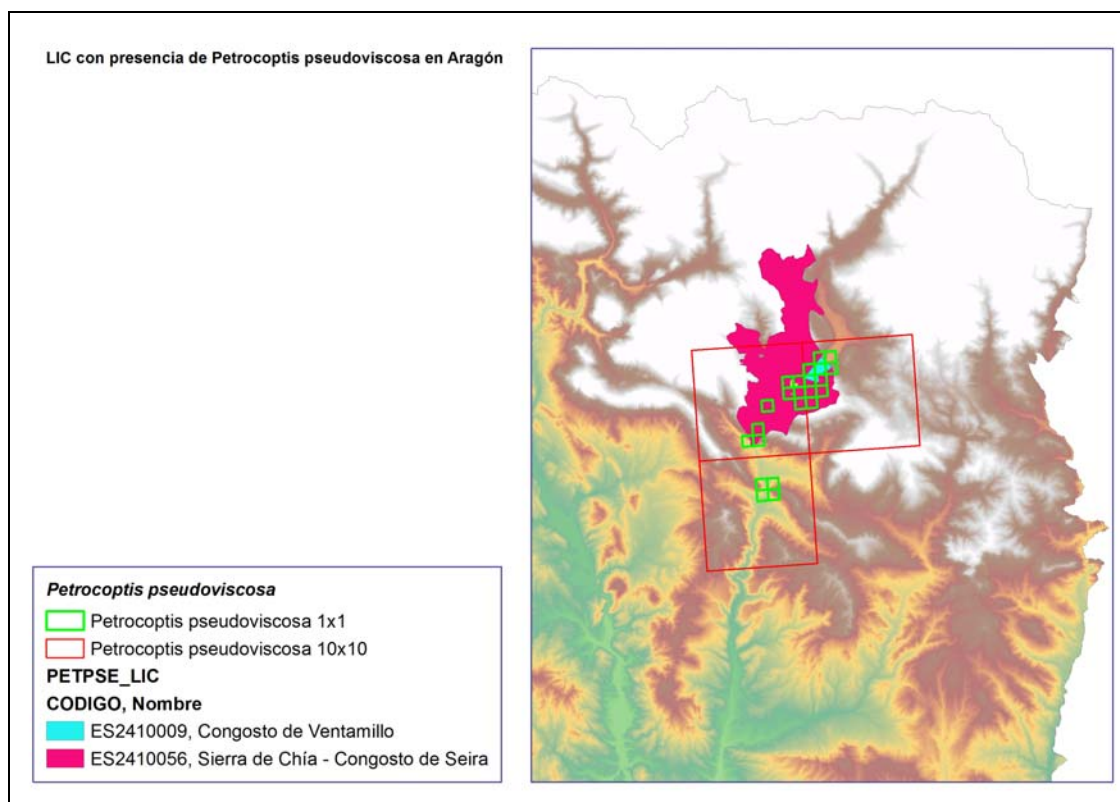 LIC con presencia de Petrocoptis pseudoviscosa en Aragón
Petrocoptis pseudoviscosa
Petrocoptis pseudoviscosa 1x1
Petrocoptis pseudoviscosa 10x10
PETPSE_LIC
CODIGO, Nombre
ES2410009, Congosto de Ventamillo
ES2410056, Sierra de Chía - Congosto de Seira